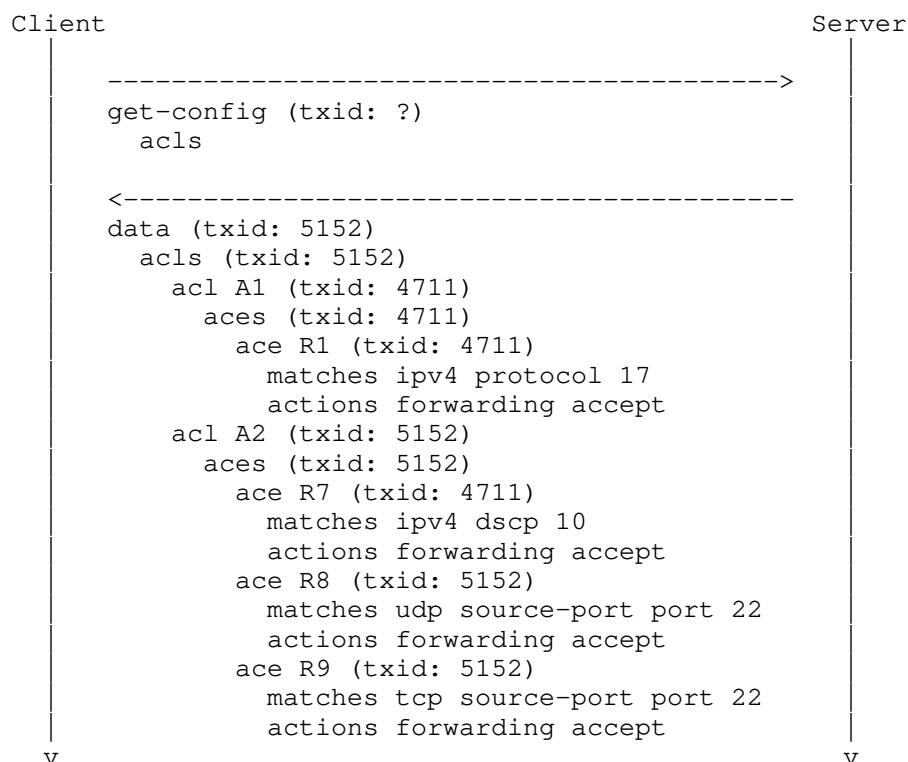 Client Server
------------------------------------------>
get-config (txid: ?)
acls
<------------------------------------------
data (txid: 5152)
acls (txid: 5152)
acl A1 (txid: 4711)
aces (txid: 4711)
ace R1 (txid: 4711)
matches ipv4 protocol 17
actions forwarding accept
acl A2 (txid: 5152)
aces (txid: 5152)
ace R7 (txid: 4711)
matches ipv4 dscp 10
actions forwarding accept
ace R8 (txid: 5152)
matches udp source-port port 22
actions forwarding accept
ace R9 (txid: 5152)
matches tcp source-port port 22
actions forwarding accept
v v